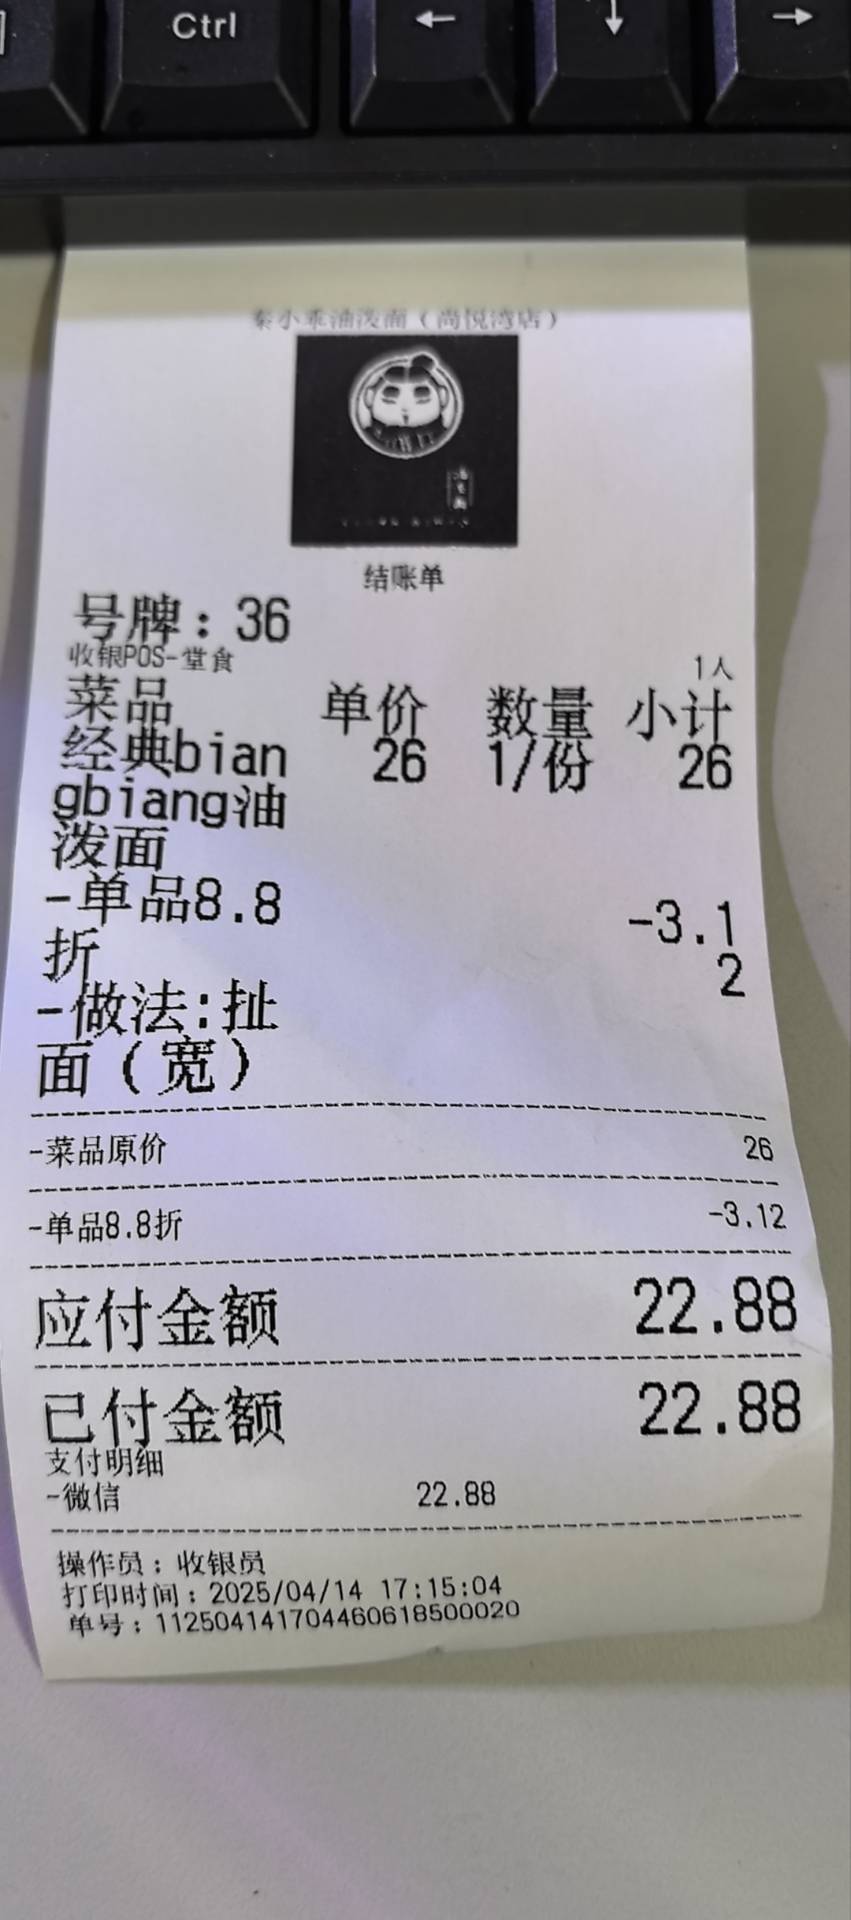 Ctrl
← ↓ →
秦小乖油泼面（尚悦湾店）
结账单
号牌：36
收银POS-堂食 1人
菜品 单价 数量 小计
经典bian 26 1/份 26
gbiang油
泼面
-单品8.8 -3.1
折 2
-做法:扯
面（宽）
-菜品原价 26
-单品8.8折 -3.12
应付金额 22.88
已付金额 22.88
支付明细
-微信 22.88
操作员：收银员
打印时间：2025/04/14 17:15:04
单号：112504141704460618500020